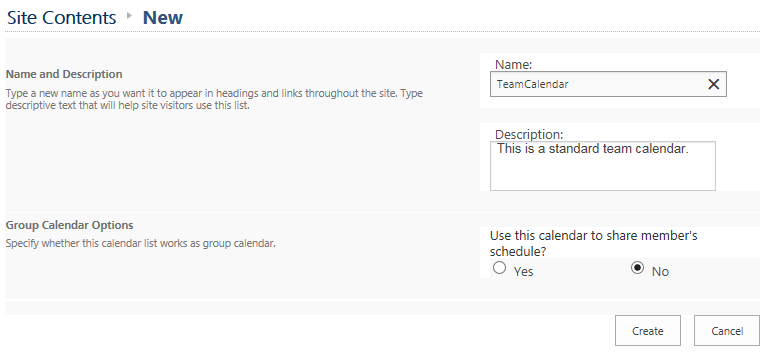 Site Contents ▸ New
Name and Description
Type a new name as you want it to appear in headings and links throughout the site. Type
descriptive text that will help site visitors use this list.
Name:
TeamCalendar
Description:
This is a standard team calendar.
Group Calendar Options
Specify whether this calendar list works as group calendar.
Use this calendar to share member's
schedule?
Yes No
Create Cancel